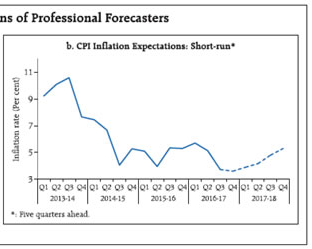 ns of Professional Forecasters
b. CPI Inflation Expectations: Short-run*
Inflation rate (Per cent)
11
9
7
5
3
Q1 Q2 Q3 Q4 Q1 Q2 Q3 Q4 Q1 Q2 Q3 Q4 Q1 Q2 Q3 Q4 Q1 Q2 Q3 Q4
2013-14 2014-15 2015-16 2016-17 2017-18
*: Five quarters ahead.